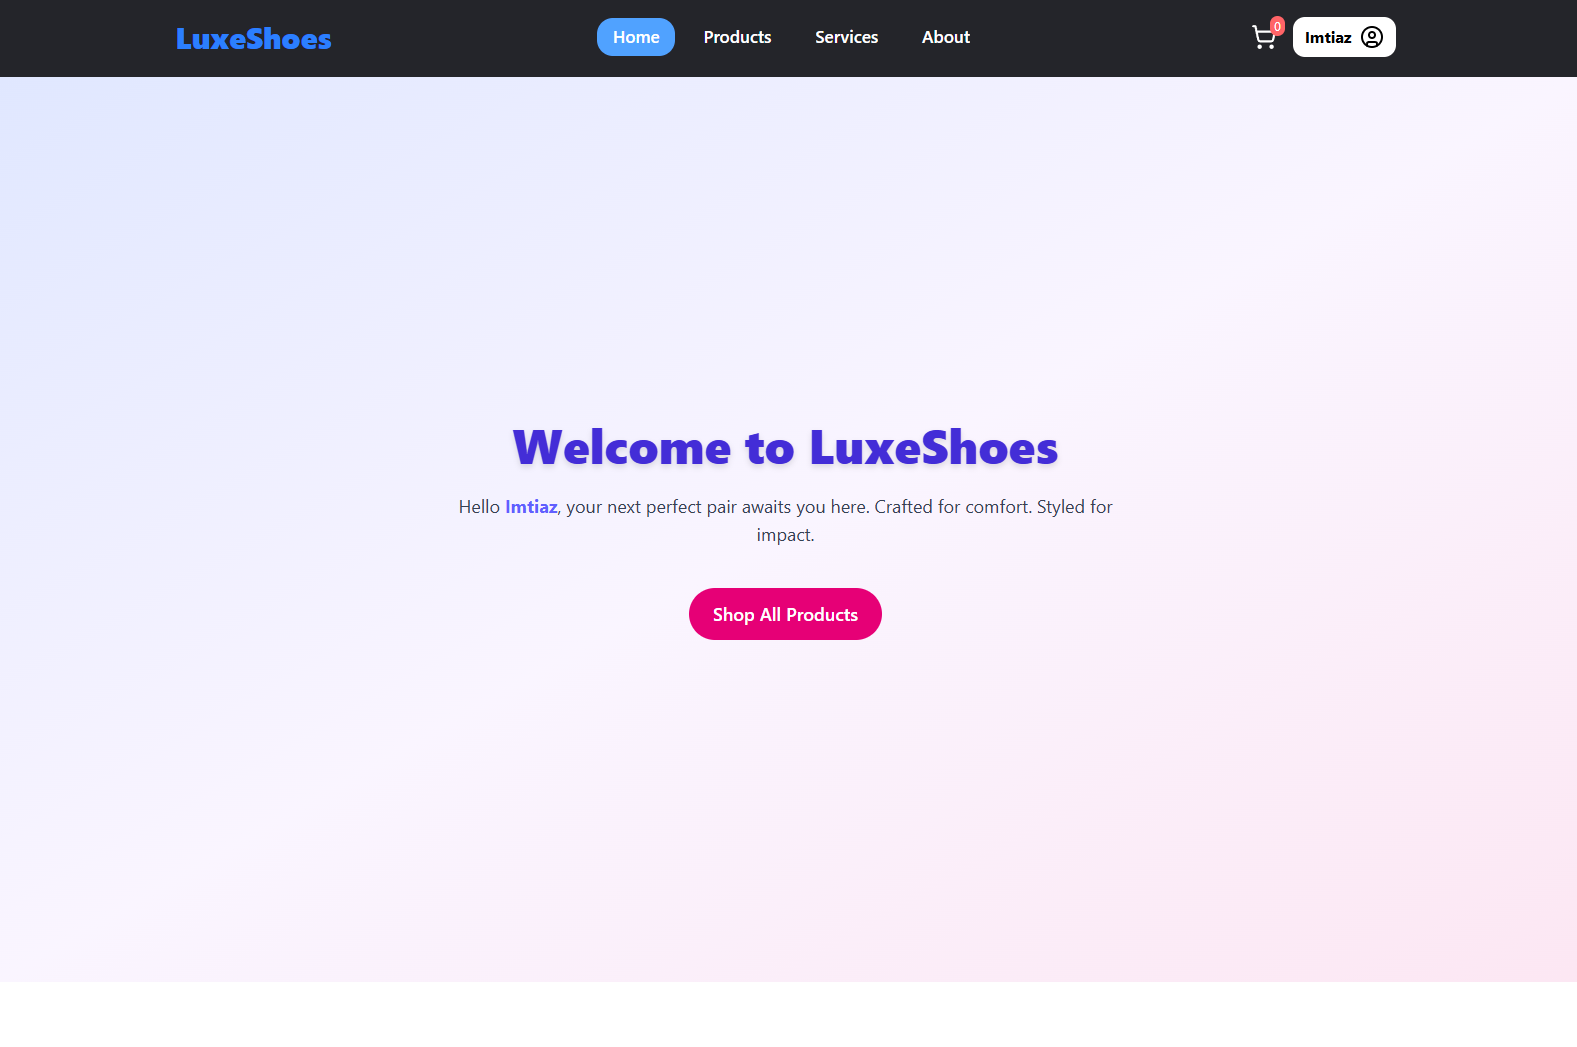 LuxeShoes
Home Products Services About
0
Imtiaz
Welcome to LuxeShoes
Hello Imtiaz, your next perfect pair awaits you here. Crafted for comfort. Styled for
impact.
Shop All Products